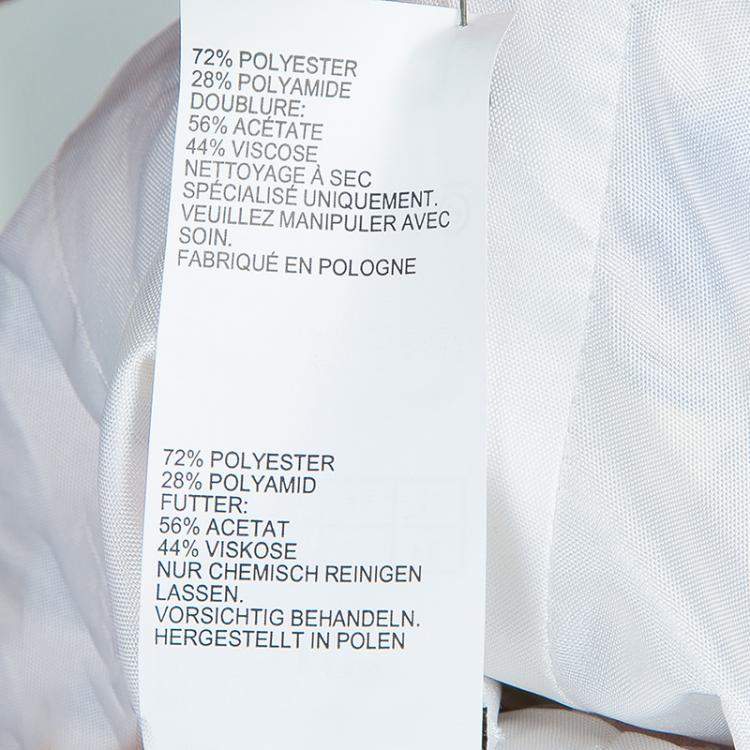 72% POLYESTER
28% POLYAMIDE
DOUBLURE:
56% ACÉTATE
44% VISCOSE
NETTOYAGE À SEC
SPÉCIALISÉ UNIQUEMENT.
VEUILLEZ MANIPULER AVEC
SOIN.
FABRIQUÉ EN POLOGNE
72% POLYESTER
28% POLYAMID
FUTTER:
56% ACETAT
44% VISKOSE
NUR CHEMISCH REINIGEN
LASSEN.
VORSICHTIG BEHANDELN.
HERGESTELLT IN POLEN